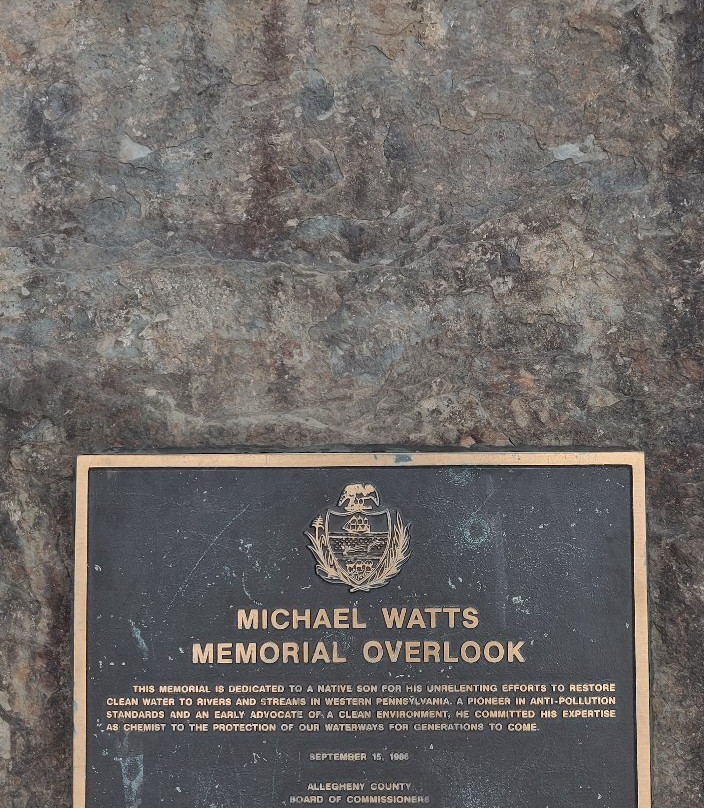 MICHAEL WATTS
MEMORIAL OVERLOOK
THIS MEMORIAL IS DEDICATED TO A NATIVE SON FOR HIS UNRELENTING EFFORTS TO RESTORE
CLEAN WATER TO RIVERS AND STREAMS IN WESTERN PENNSYLVANIA. A PIONEER IN ANTI-POLLUTION
STANDARDS AND AN EARLY ADVOCATE OF A CLEAN ENVIRONMENT, HE COMMITTED HIS EXPERTISE
AS CHEMIST TO THE PROTECTION OF OUR WATERWAYS FOR GENERATIONS TO COME.
SEPTEMBER 15, 1986
ALLEGHENY COUNTY
BOARD OF COMMISSIONERS